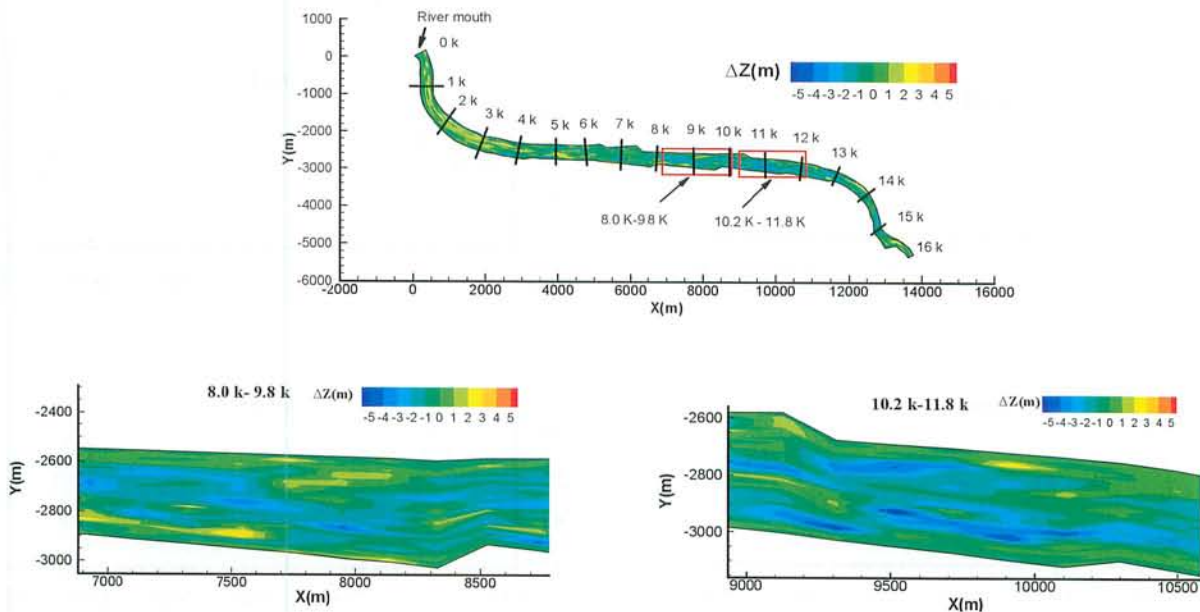 River mouth
0 k
1 k
2 k
3 k
4 k
5 k
6 k
7 k
8 k
9 k
10 k
11 k
12 k
13 k
14 k
15 k
16 k
8.0 K-9.8 K
10.2 K - 11.8 K
ΔZ(m)
-5 -4 -3 -2 -1 0 1 2 3 4 5
1000
0
-1000
-2000
-3000
-4000
-5000
-6000
Y(m)
-2000 0 2000 4000 6000 8000 10000 12000 14000 16000
X(m)
8.0 k- 9.8 k ΔZ(m)
-5 -4 -3 -2 -1 0 1 2 3 4 5
-2400
-2600
-2800
-3000
Y(m)
7000 7500 8000 8500
X(m)
10.2 k-11.8 k ΔZ(m)
-5 -4 -3 -2 -1 0 1 2 3 4 5
-2600
-2800
-3000
Y(m)
9000 9500 10000 10500
X(m)